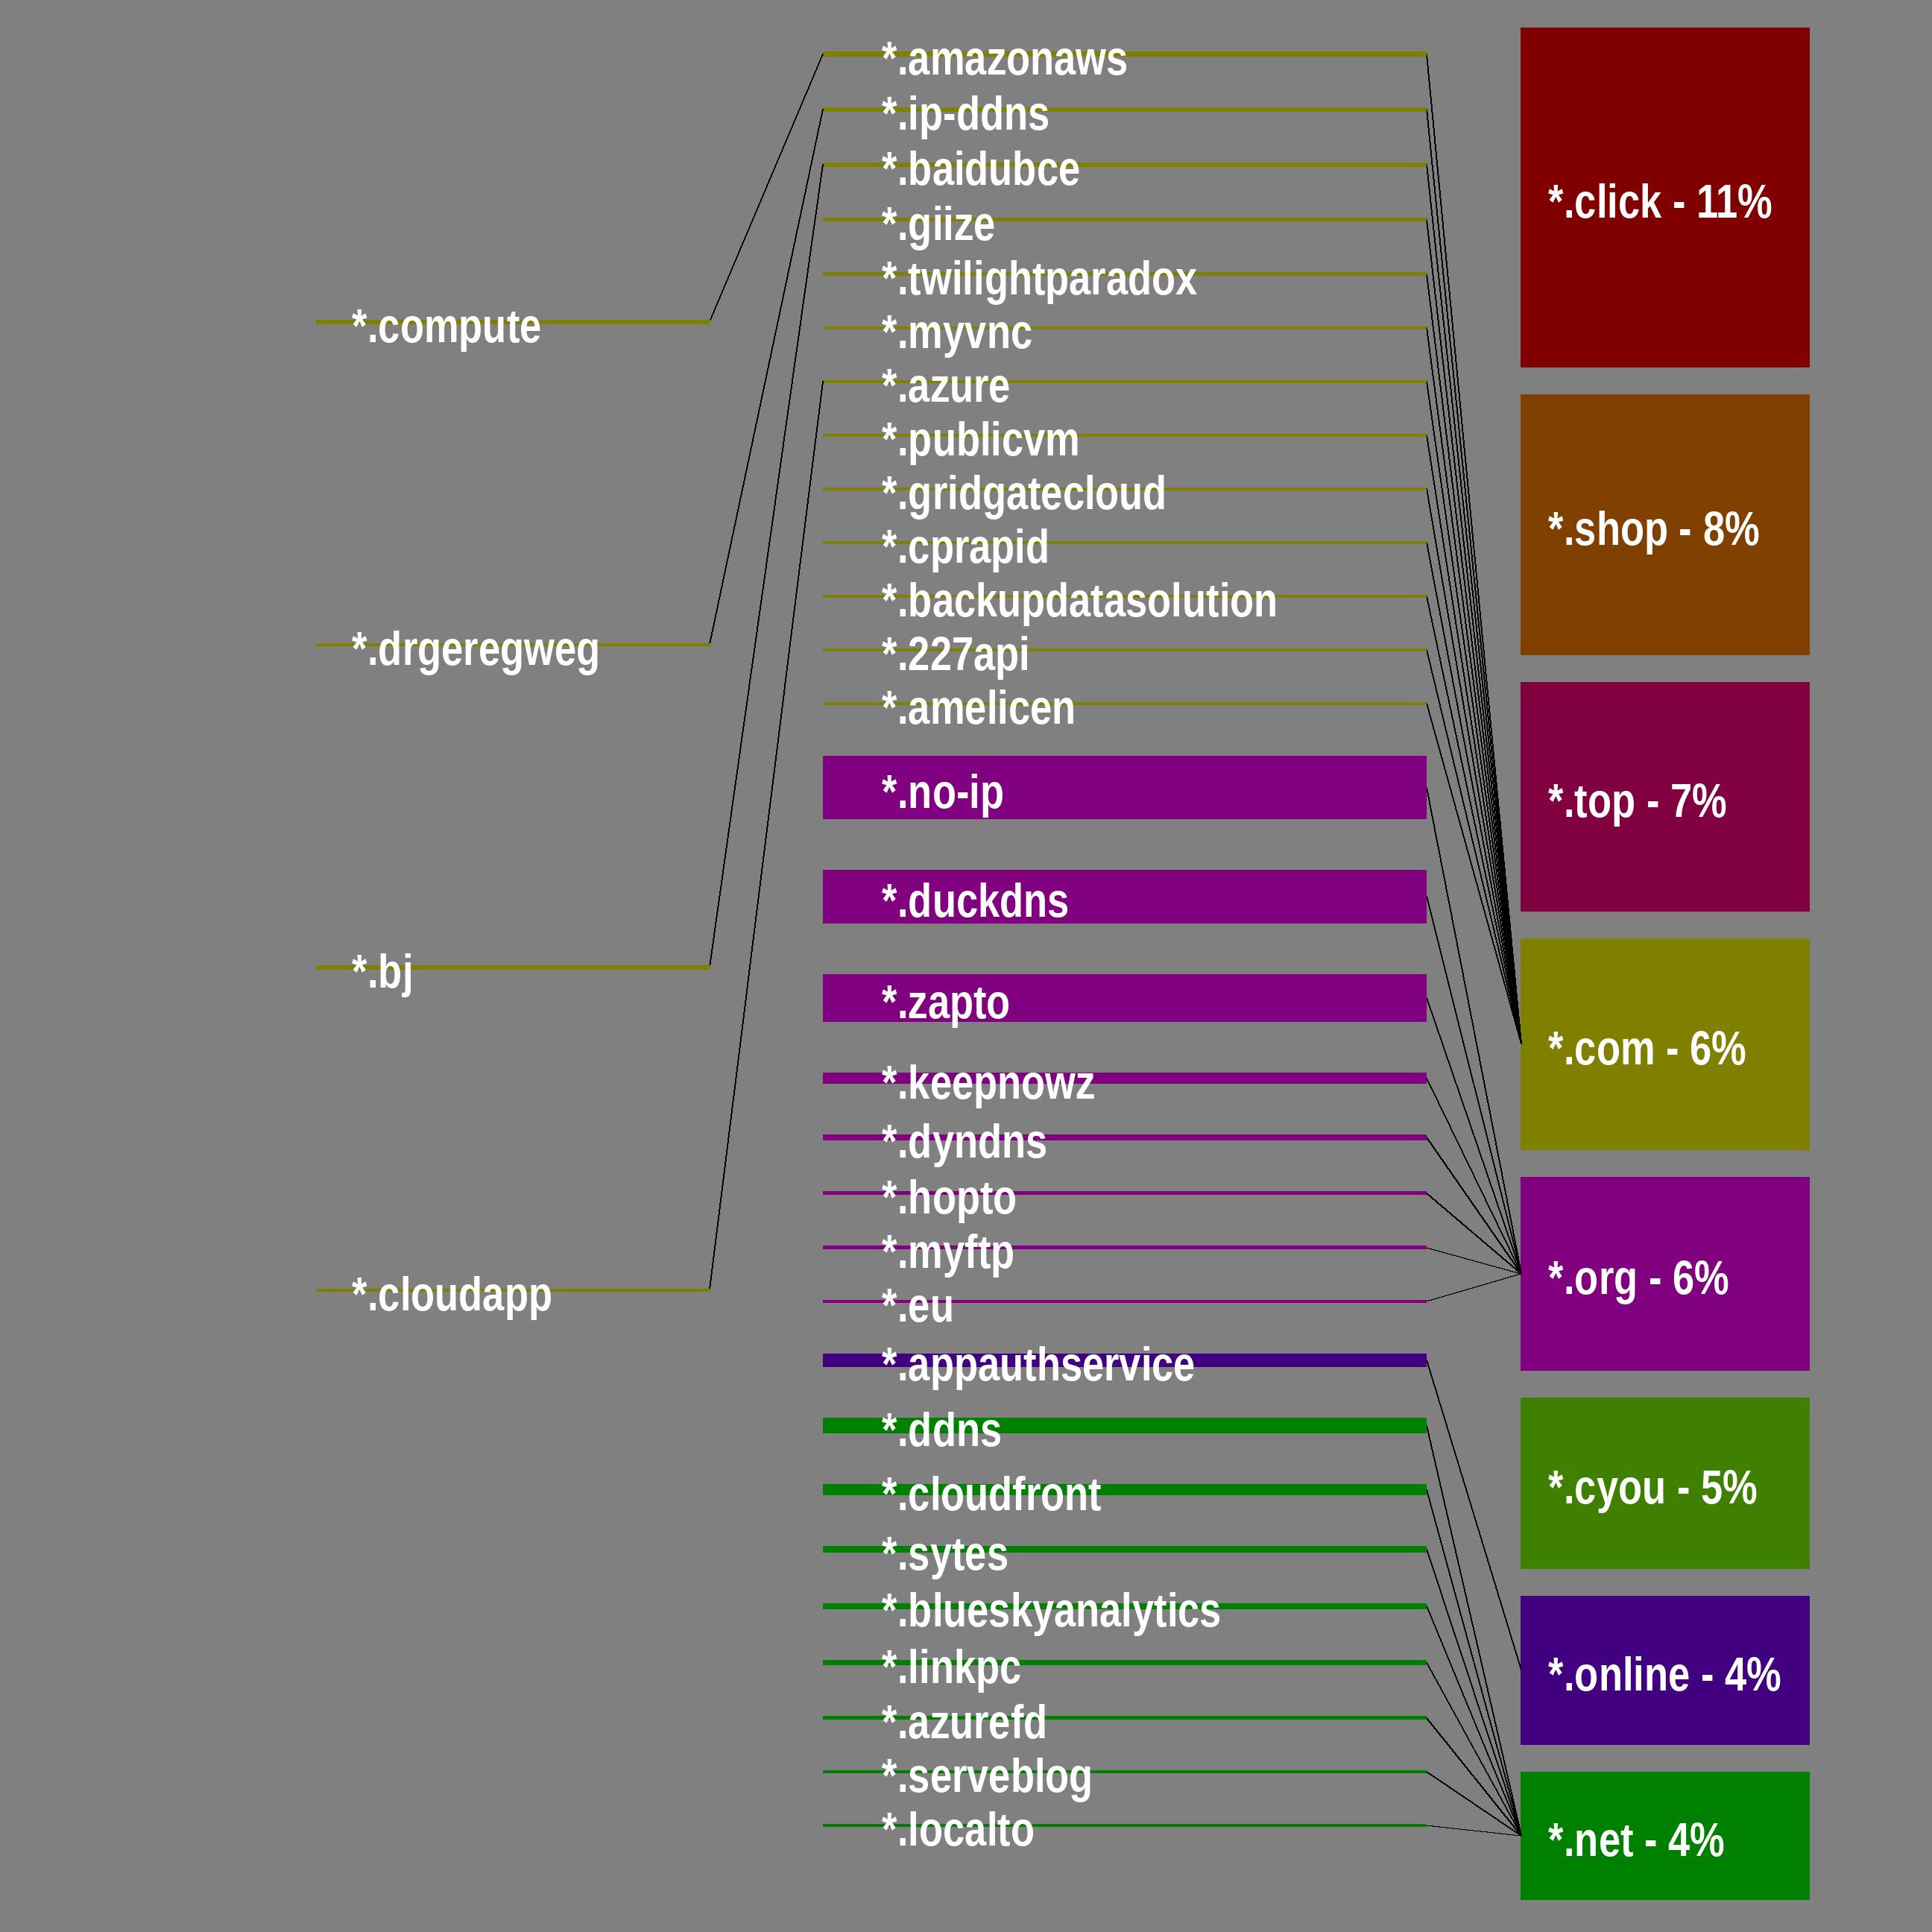 *.compute
*.drgeregweg
*.bj
*.cloudapp
*.amazonaws
*.ip-ddns
*.baidubce
*.giize
*.twilightparadox
*.myvnc
*.azure
*.publicvm
*.gridgatecloud
*.cprapid
*.backupdatasolution
*.227api
*.amelicen
*.no-ip
*.duckdns
*.zapto
*.keepnowz
*.dyndns
*.hopto
*.myftp
*.eu
*.appauthservice
*.ddns
*.cloudfront
*.sytes
*.blueskyanalytics
*.linkpc
*.azurefd
*.serveblog
*.localto
*.click - 11%
*.shop - 8%
*.top - 7%
*.com - 6%
*.org - 6%
*.cyou - 5%
*.online - 4%
*.net - 4%